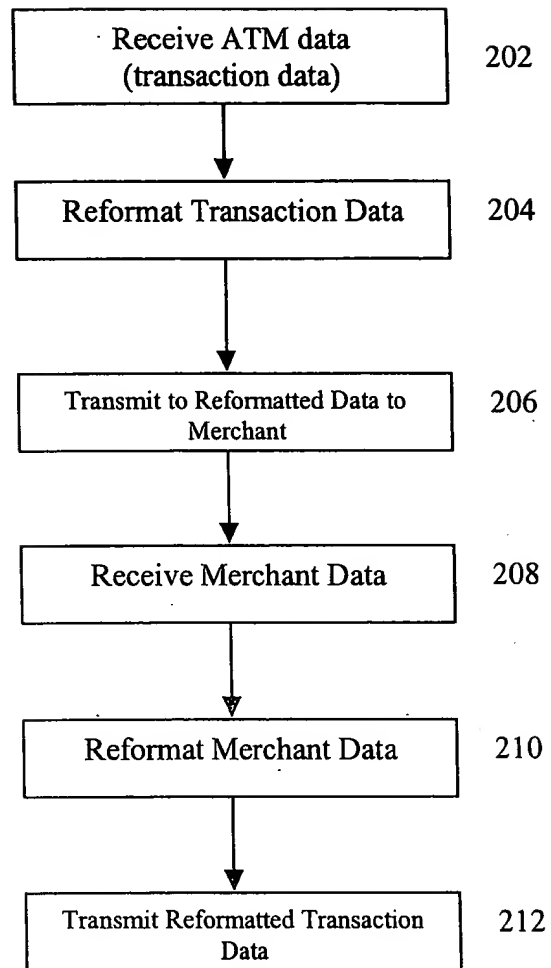 Receive ATM data
(transaction data)
202
Reformat Transaction Data
204
Transmit to Reformatted Data to
Merchant
206
Receive Merchant Data
208
Reformat Merchant Data
210
Transmit Reformatted Transaction
Data
212